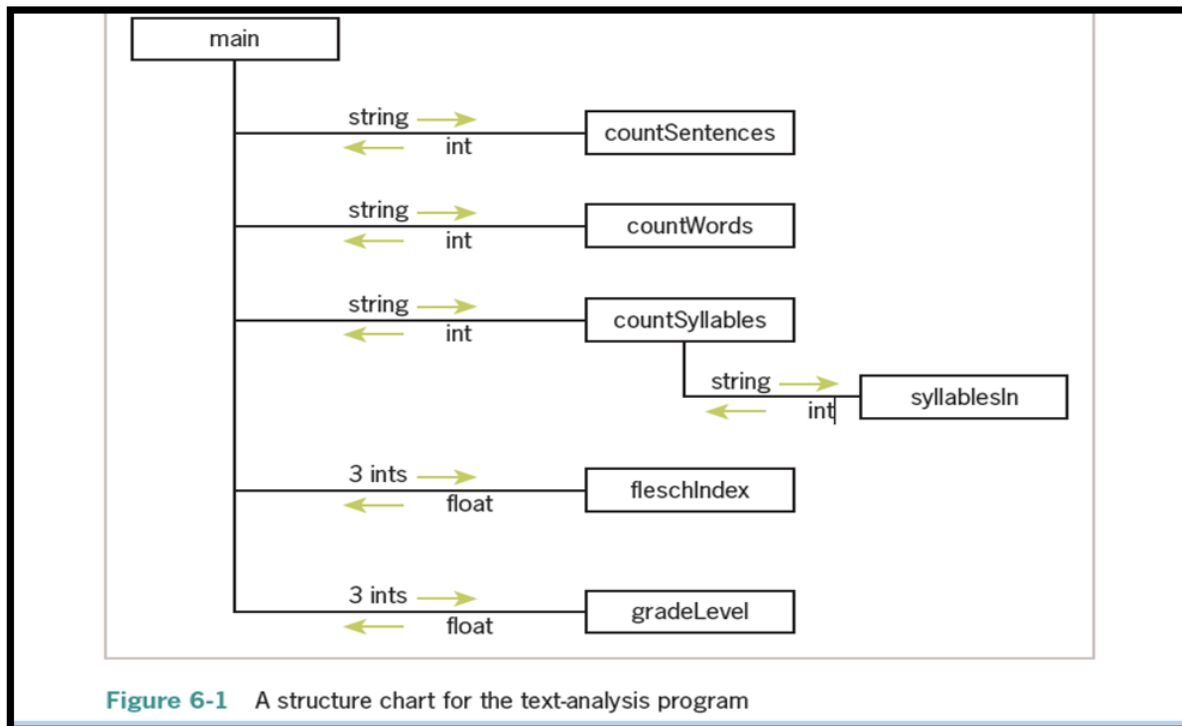 main
string
countSentences
int
string
countWords
int
string
countSyllables
int
string
syllablesIn
int
3 ints
fleschIndex
float
3 ints
gradeLevel
float
Figure 6-1 A structure chart for the text-analysis program